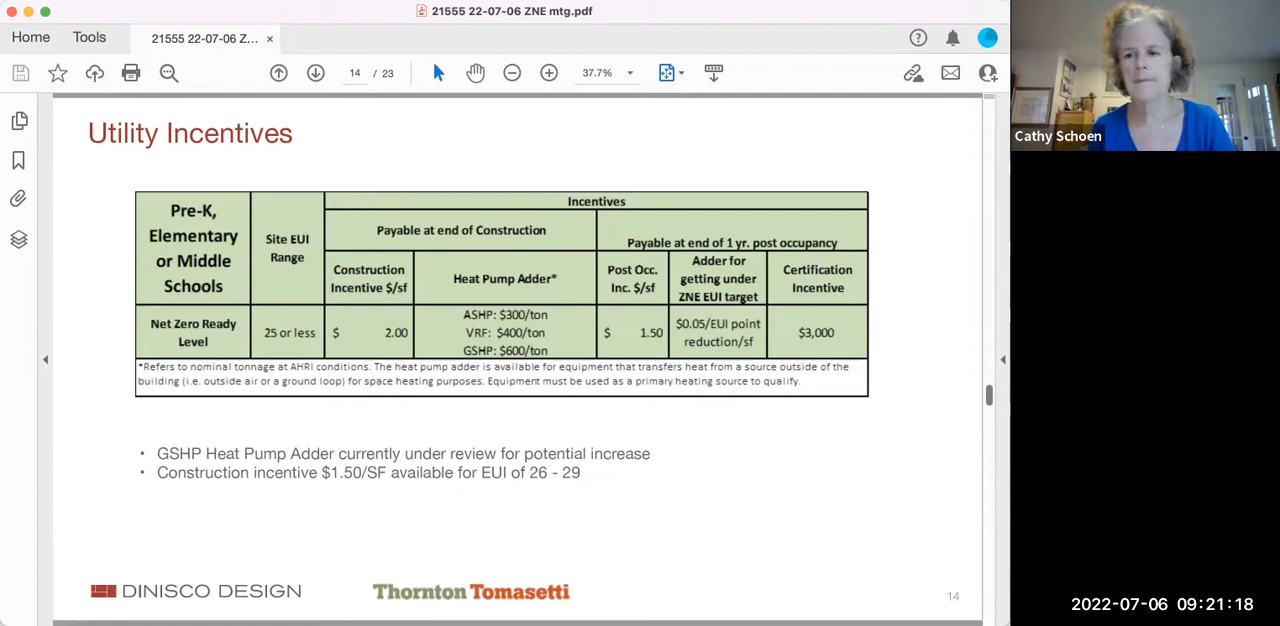 21555 22-07-06 ZNE mtg.pdf
Home Tools 21555 22-07-06 Z... ×
14 / 23 37.7%
Cathy Schoen
Utility Incentives
Pre-K,
Elementary
or Middle
Schools
Site EUI
Range
Incentives
Payable at end of Construction
Payable at end of 1 yr. post occupancy
Construction
Incentive $/sf
Heat Pump Adder*
Post Occ.
Inc. $/sf
Adder for
getting under
ZNE EUI target
Certification
Incentive
Net Zero Ready
Level
25 or less
$ 2.00
ASHP: $300/ton
VRF: $400/ton
GSHP: $600/ton
$ 1.50
$0.05/EUI point
reduction/sf
$3,000
*Refers to nominal tonnage at AHRI conditions. The heat pump adder is available for equipment that transfers heat from a source outside of the
building (i.e. outside air or a ground loop) for space heating purposes. Equipment must be used as a primary heating source to qualify.
• GSHP Heat Pump Adder currently under review for potential increase
• Construction incentive $1.50/SF available for EUI of 26 - 29
DINISCO DESIGN
Thornton Tomasetti
14
2022-07-06 09:21:18